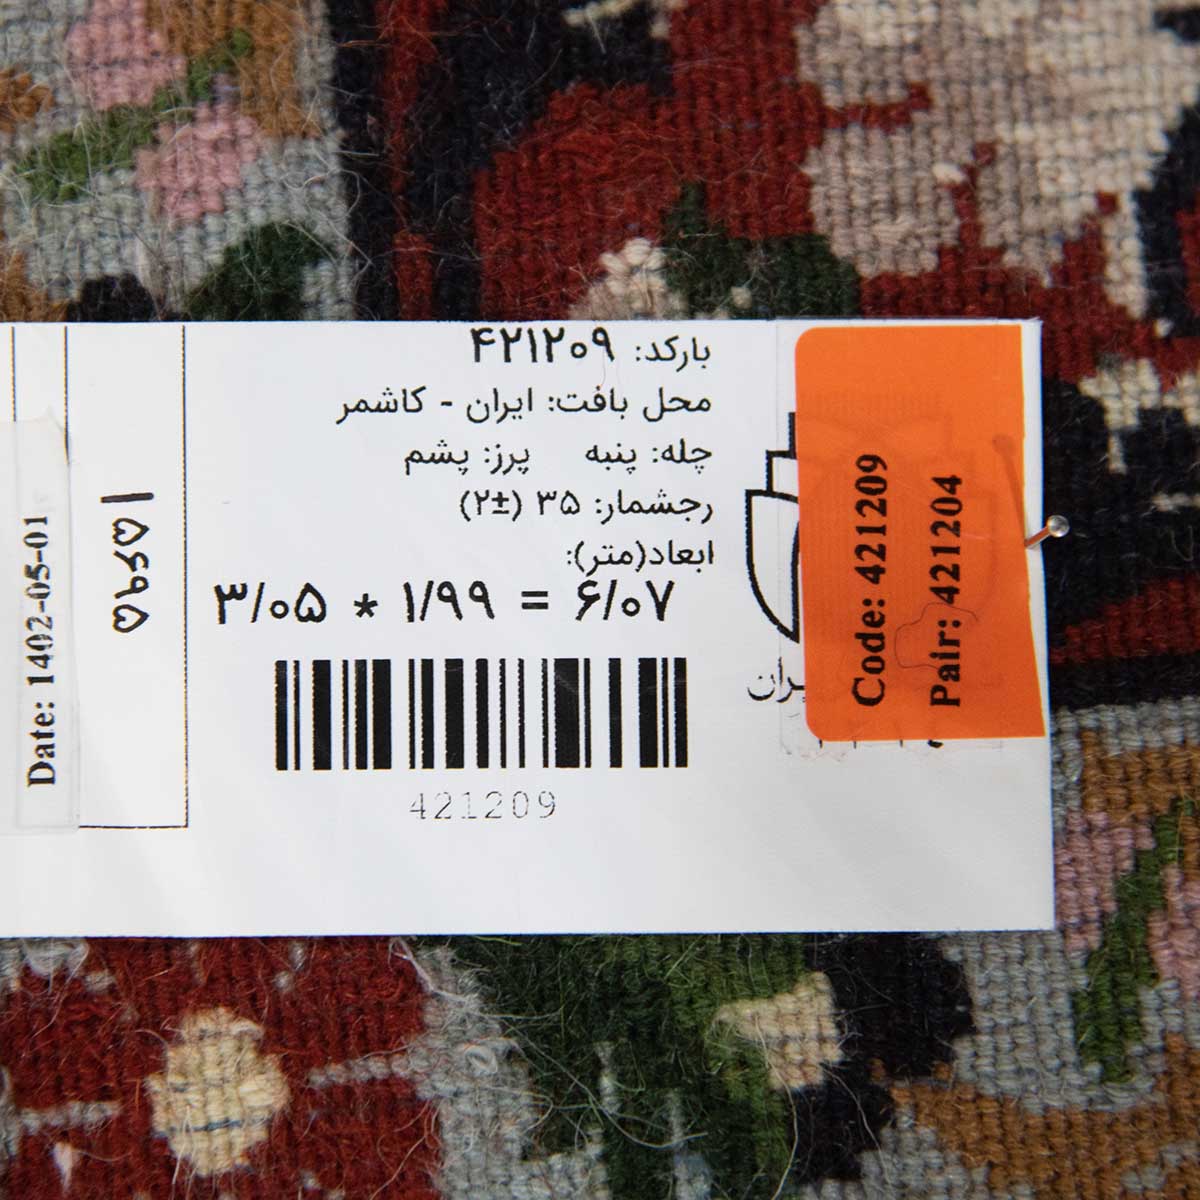 بارکد: ۴۲۱۲۰۹
محل بافت: ایران - کاشمر
چله: پنبه پرز: پشم
رجشمار: ۳۵ (±۲)
ابعاد(متر):
۳/۰۵ * ۱/۹۹ = ۶/۰۷
421209
Code: 421209
Pair: 421204
Date: 1402-05-01